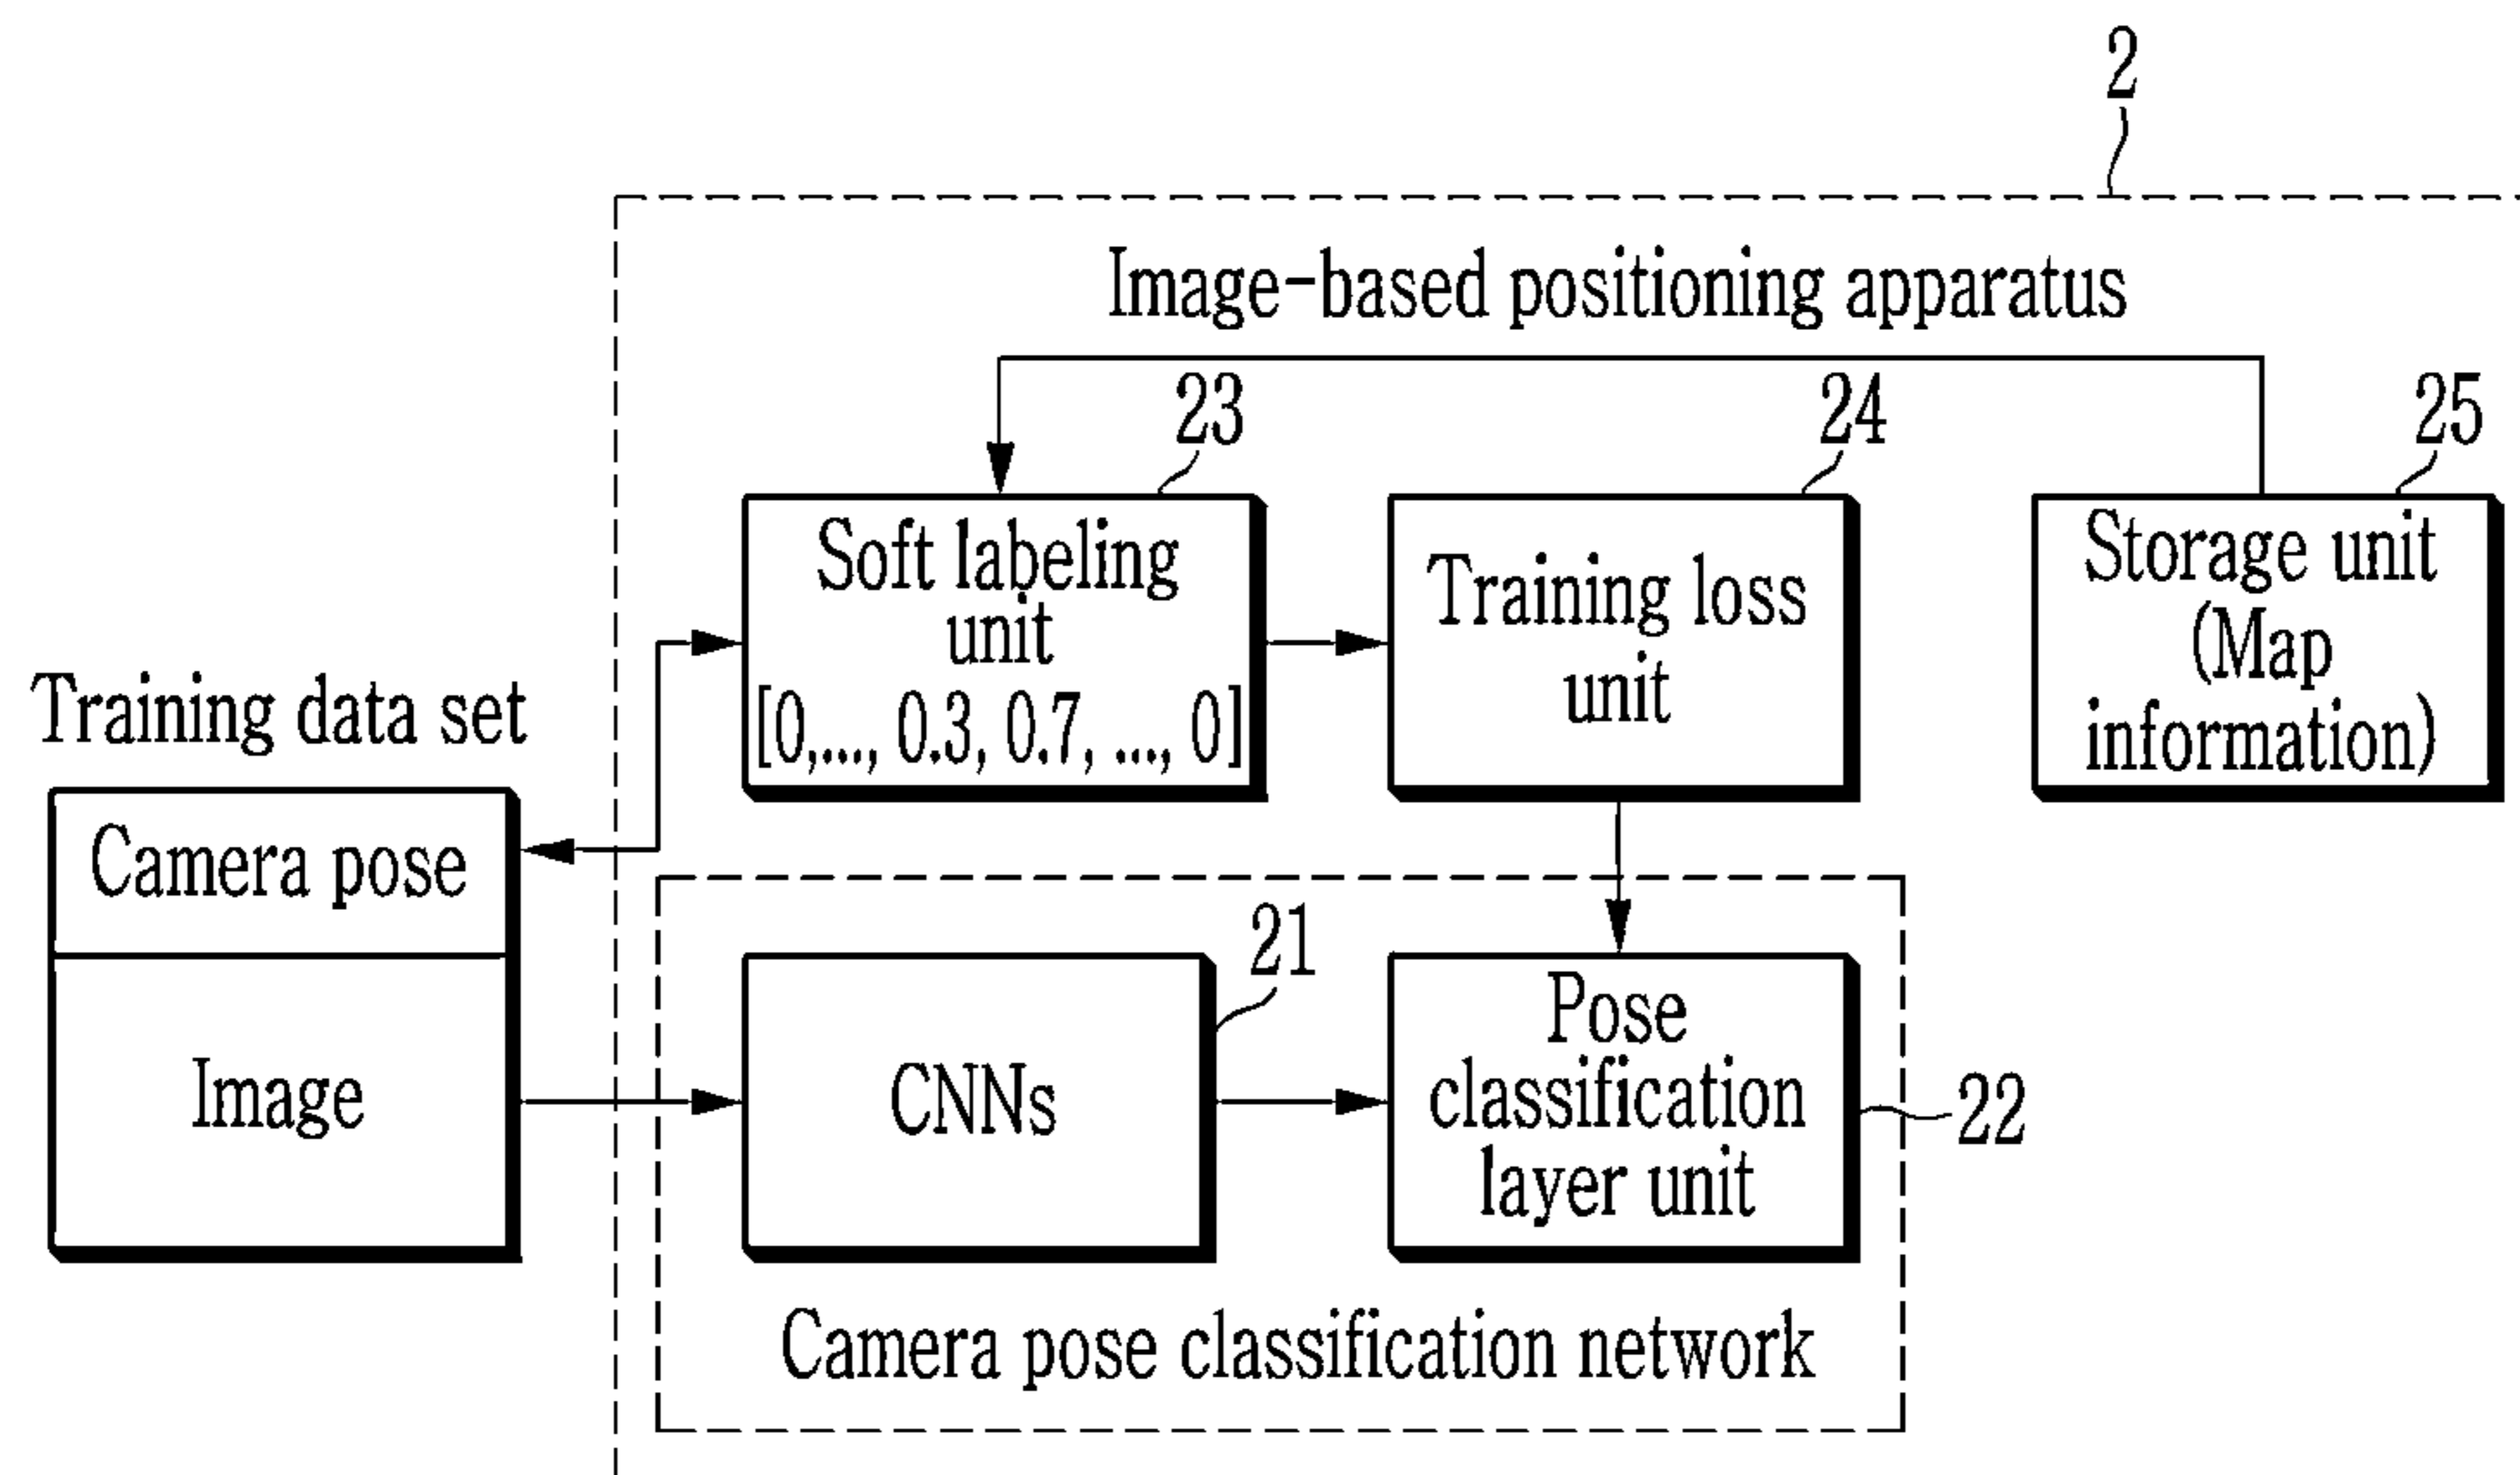 2
Image-based positioning apparatus
23
24
25
Soft labeling
unit
[0,..., 0.3, 0.7, ..., 0]
Training loss
unit
Storage unit
(Map
information)
Training data set
Camera pose
Image
21
CNNs
Pose
classification
layer unit
22
Camera pose classification network